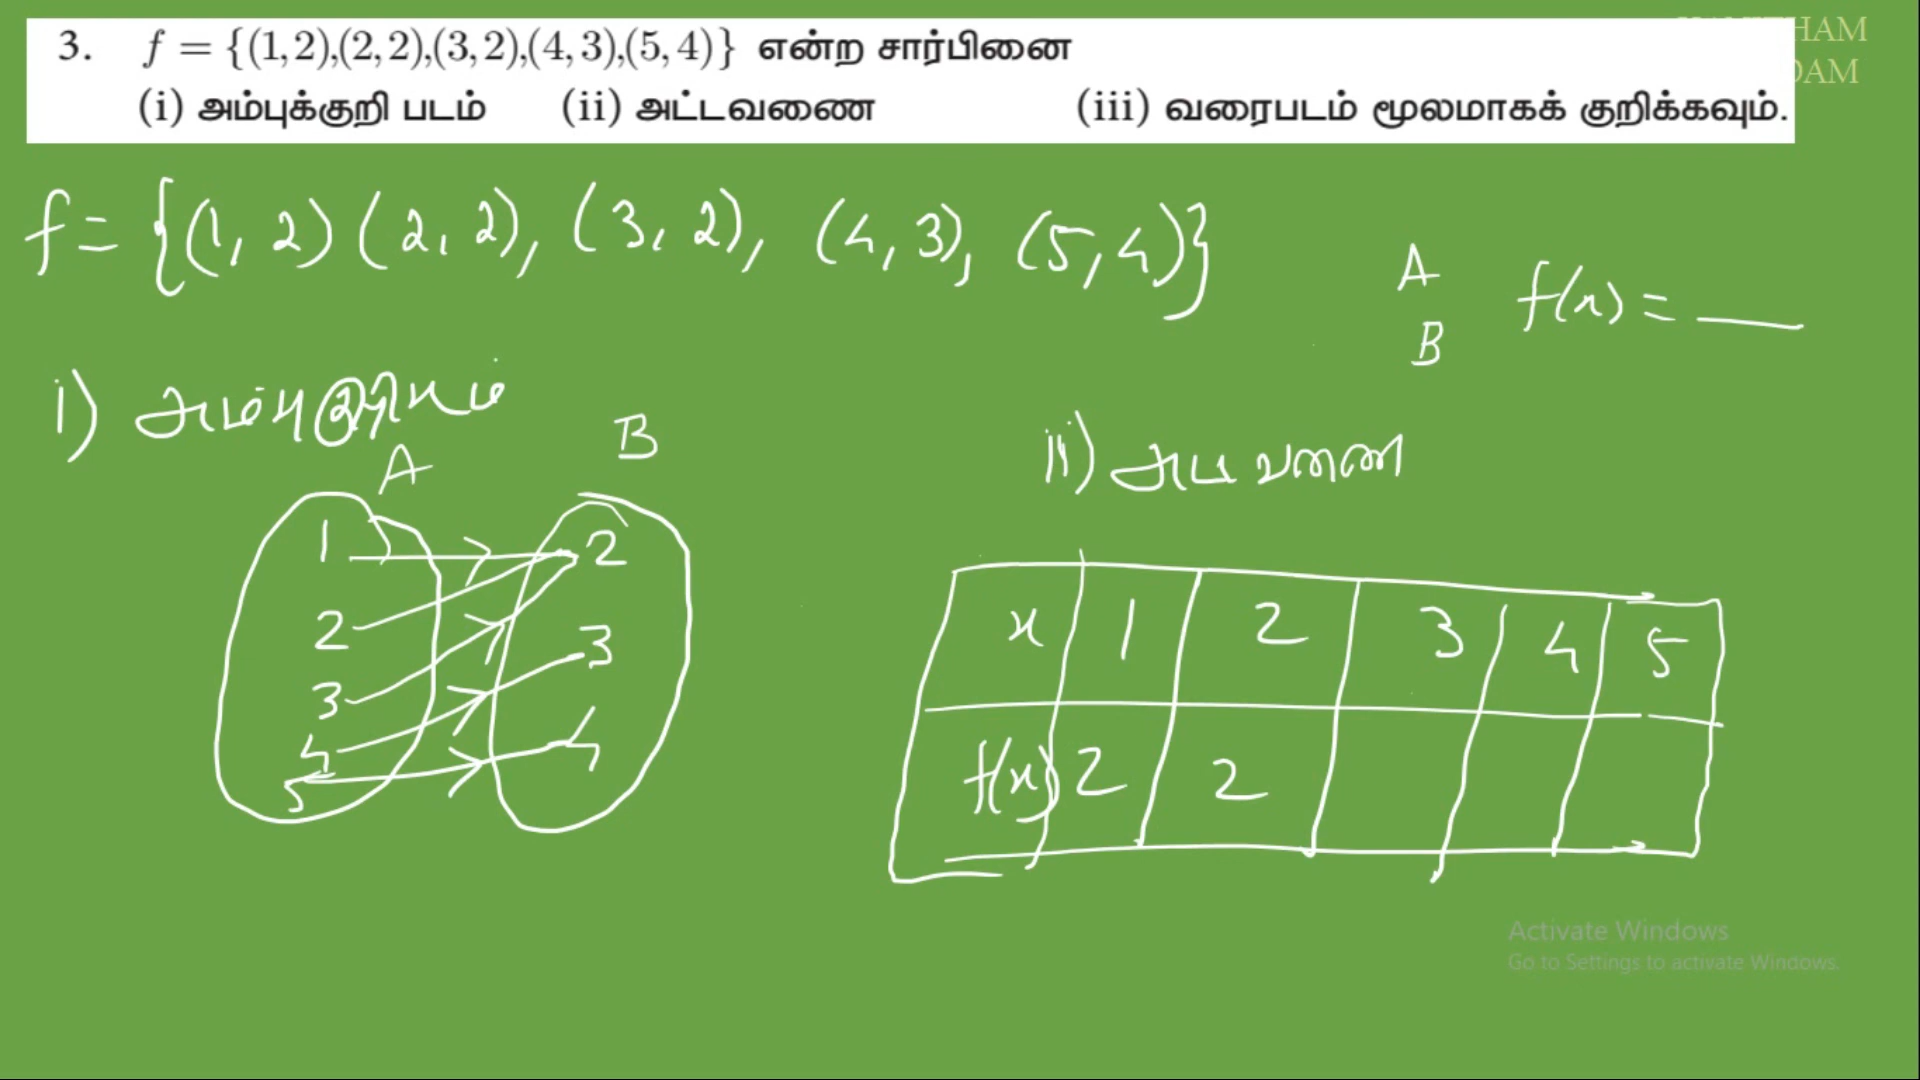 3. f = {(1,2),(2,2),(3,2),(4,3),(5,4)} என்ற சார்பினை
(i) அம்புக்குறி படம் (ii) அட்டவணை (iii) வரைபடம் மூலமாகக் குறிக்கவும்.
HAM
DAM
f = {(1, 2) (2, 2), (3, 2), (4, 3), (5, 4)}
A
B
f(x) = __
i)
A B
1 2
2 3
3 4
4
5
ii)
x 1 2 3 4 5
f(x) 2 2
Activate Windows
Go to Settings to activate Windows.